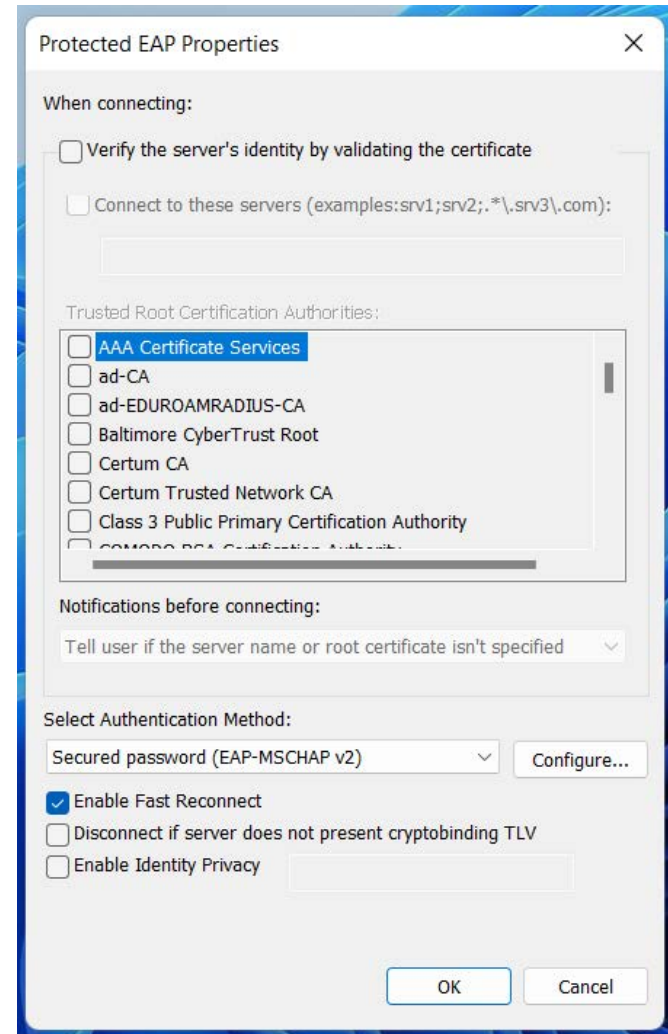 Protected EAP Properties
When connecting:
Verify the server's identity by validating the certificate
Connect to these servers (examples:srv1;srv2;.*\.srv3\.com):
Trusted Root Certification Authorities:
AAA Certificate Services
ad-CA
ad-EDUROAMRADIUS-CA
Baltimore CyberTrust Root
Certum CA
Certum Trusted Network CA
Class 3 Public Primary Certification Authority
COMODO RSA Certification Authority
Notifications before connecting:
Tell user if the server name or root certificate isn't specified
Select Authentication Method:
Secured password (EAP-MSCHAP v2)
Configure...
Enable Fast Reconnect
Disconnect if server does not present cryptobinding TLV
Enable Identity Privacy
OK
Cancel